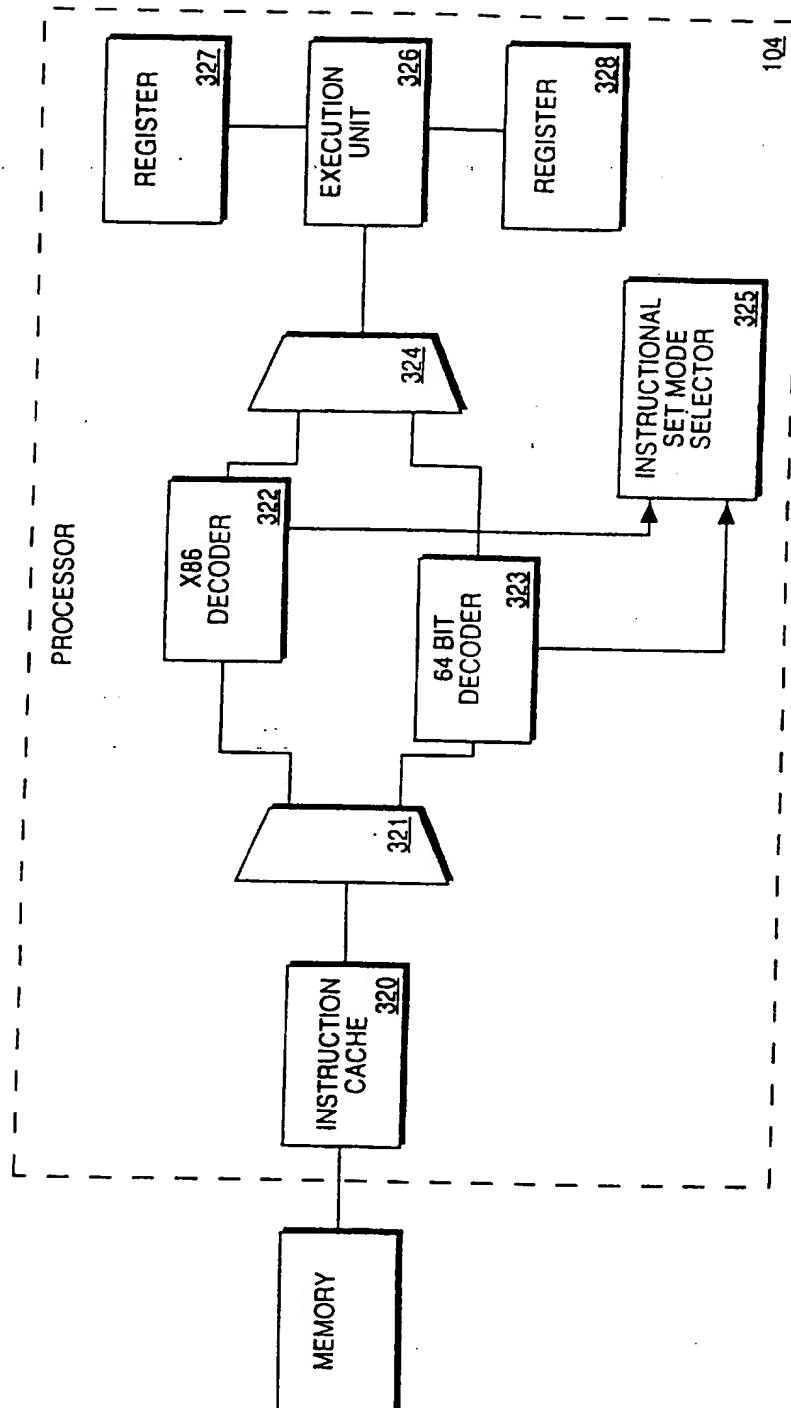 PROCESSOR
MEMORY
INSTRUCTION
CACHE
320
321
X86
DECODER
322
64 BIT
DECODER
323
324
INSTRUCTIONAL
SET MODE
SELECTOR
325
REGISTER
327
EXECUTION
UNIT
326
REGISTER
328
104